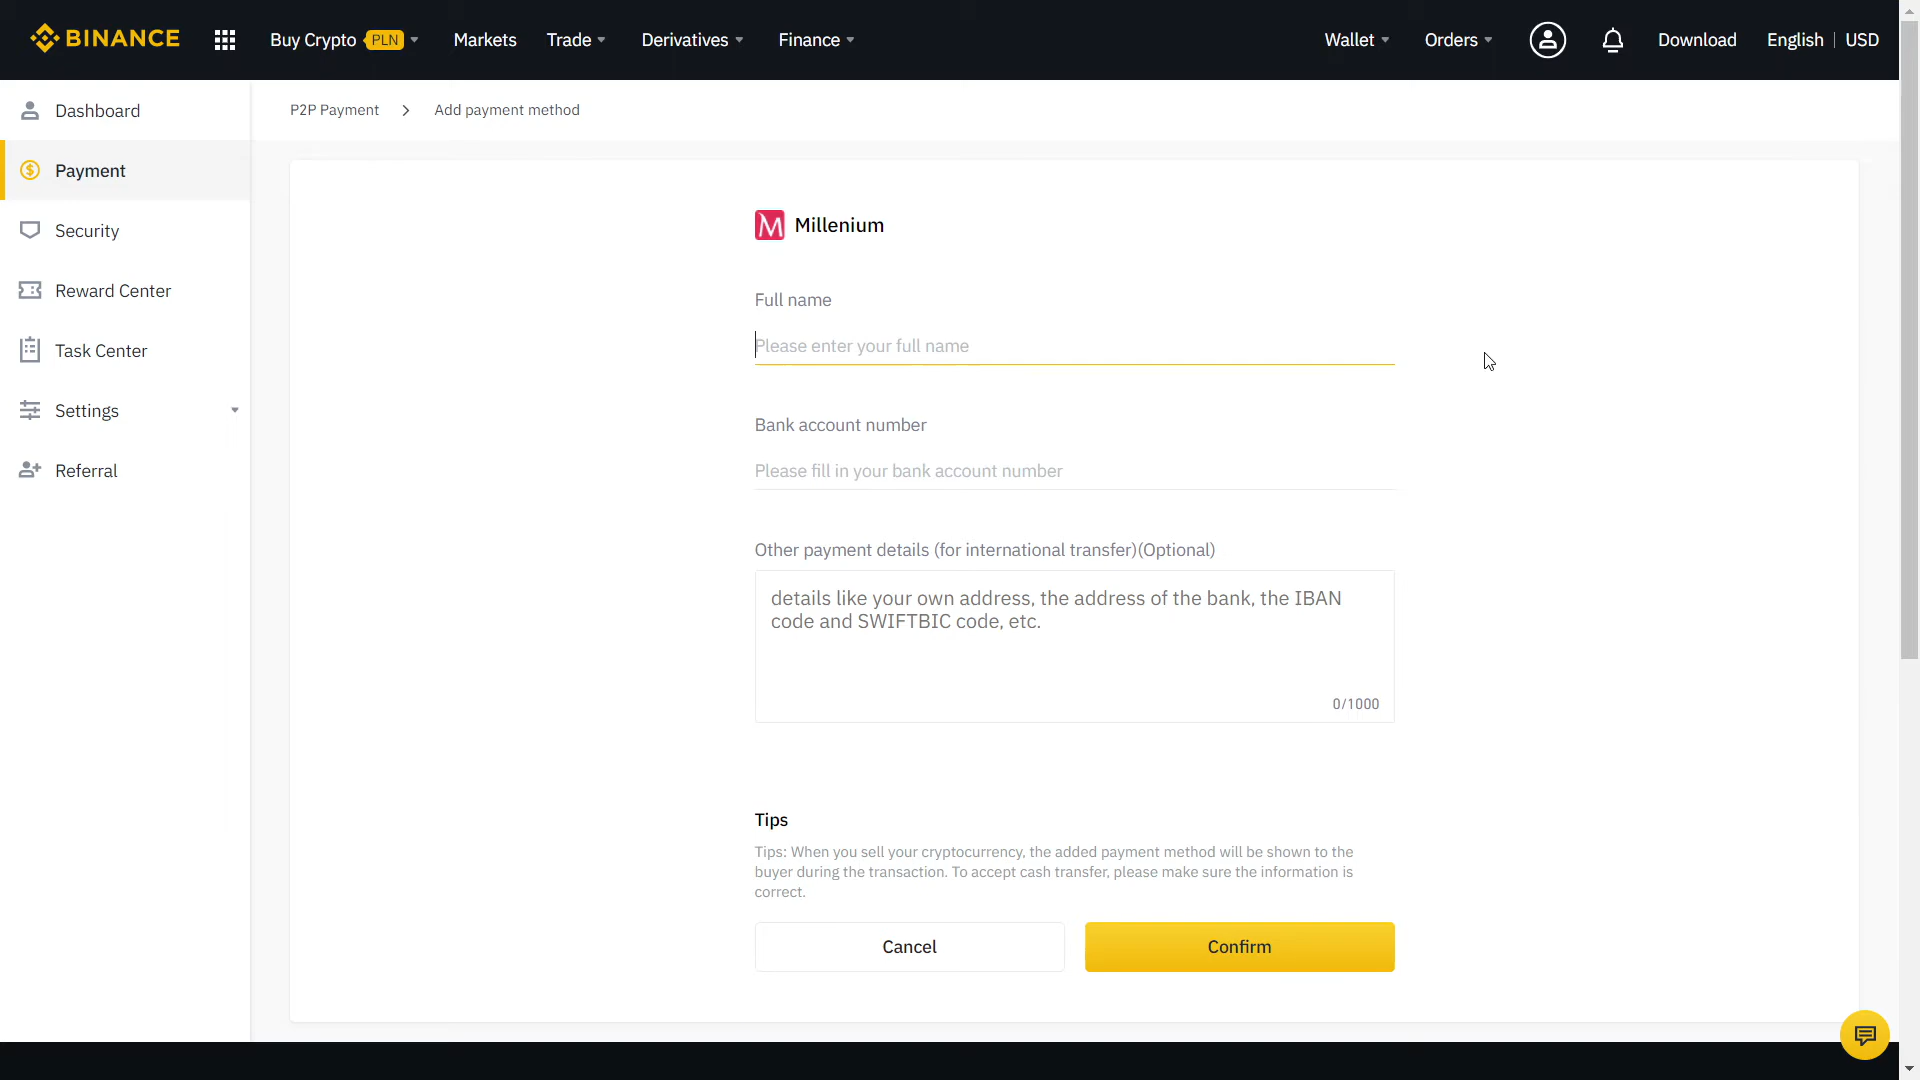 BINANCE
Buy Crypto PLN
Markets
Trade
Derivatives
Finance
Wallet
Orders
Download
English | USD
Dashboard
Payment
Security
Reward Center
Task Center
Settings
Referral
P2P Payment > Add payment method
M Millenium
Full name
Please enter your full name
Bank account number
Please fill in your bank account number
Other payment details (for international transfer)(Optional)
details like your own address, the address of the bank, the IBAN
code and SWIFTBIC code, etc.
0/1000
Tips
Tips: When you sell your cryptocurrency, the added payment method will be shown to the
buyer during the transaction. To accept cash transfer, please make sure the information is
correct.
Cancel
Confirm